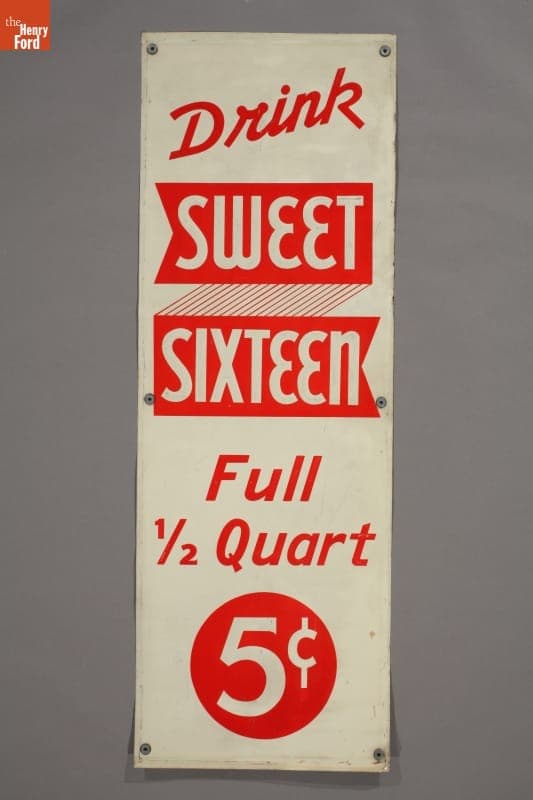 the
Henry
Ford
Drink
SWEET
SIXTEEN
Full
½ Quart
5¢